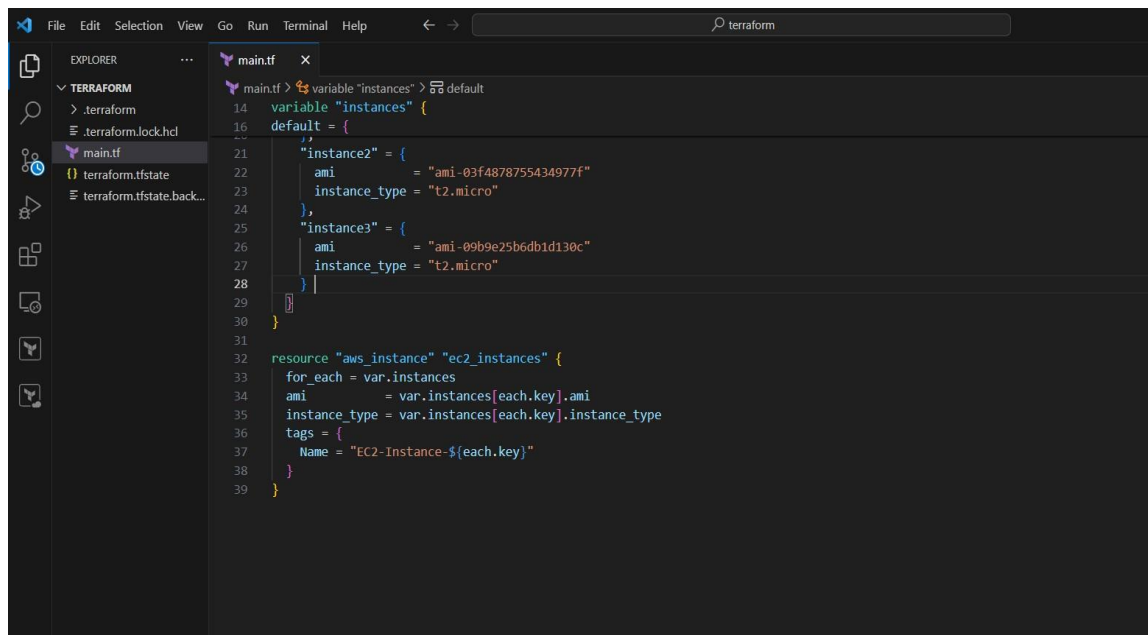 File Edit Selection View Go Run Terminal Help
terraform
EXPLORER
TERRAFORM
.terraform
.terraform.lock.hcl
main.tf
terraform.tfstate
terraform.tfstate.back...
main.tf
main.tf > variable "instances" > default
14 variable "instances" {
16 default = {
},
21 "instance2" = {
22 ami = "ami-03f4878755434977f"
23 instance_type = "t2.micro"
24 },
25 "instance3" = {
26 ami = "ami-09b9e25b6db1d130c"
27 instance_type = "t2.micro"
28 }
29 }
30 }
31
32 resource "aws_instance" "ec2_instances" {
33 for_each = var.instances
34 ami = var.instances[each.key].ami
35 instance_type = var.instances[each.key].instance_type
36 tags = {
37 Name = "EC2-Instance-${each.key}"
38 }
39 }